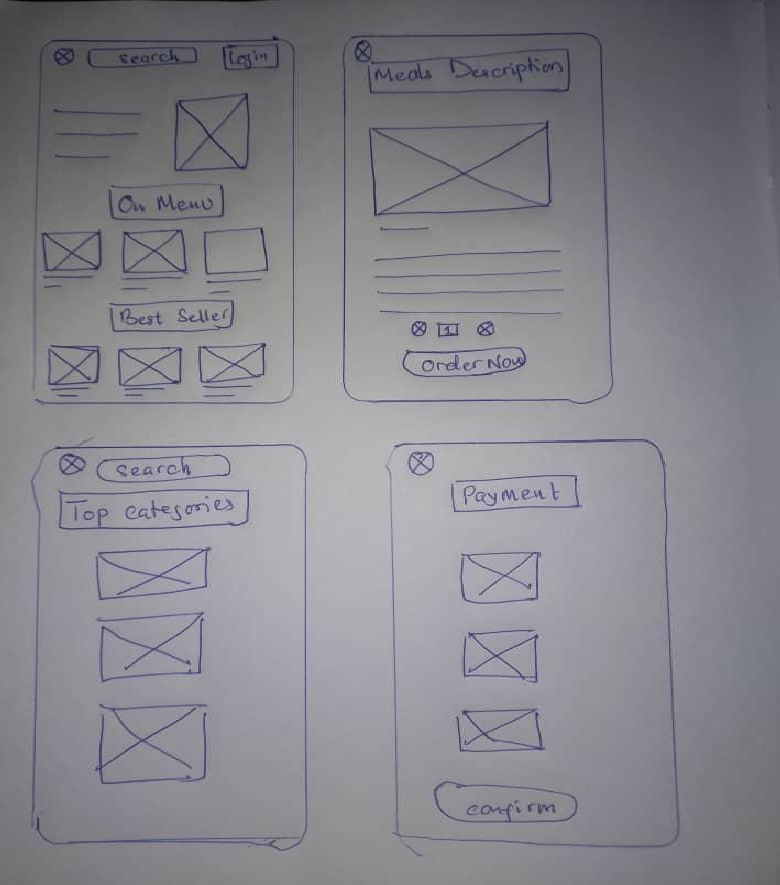 search
Login
On Menu
Best Seller
Meals Description
1
Order Now
search
Top categories
Payment
confirm